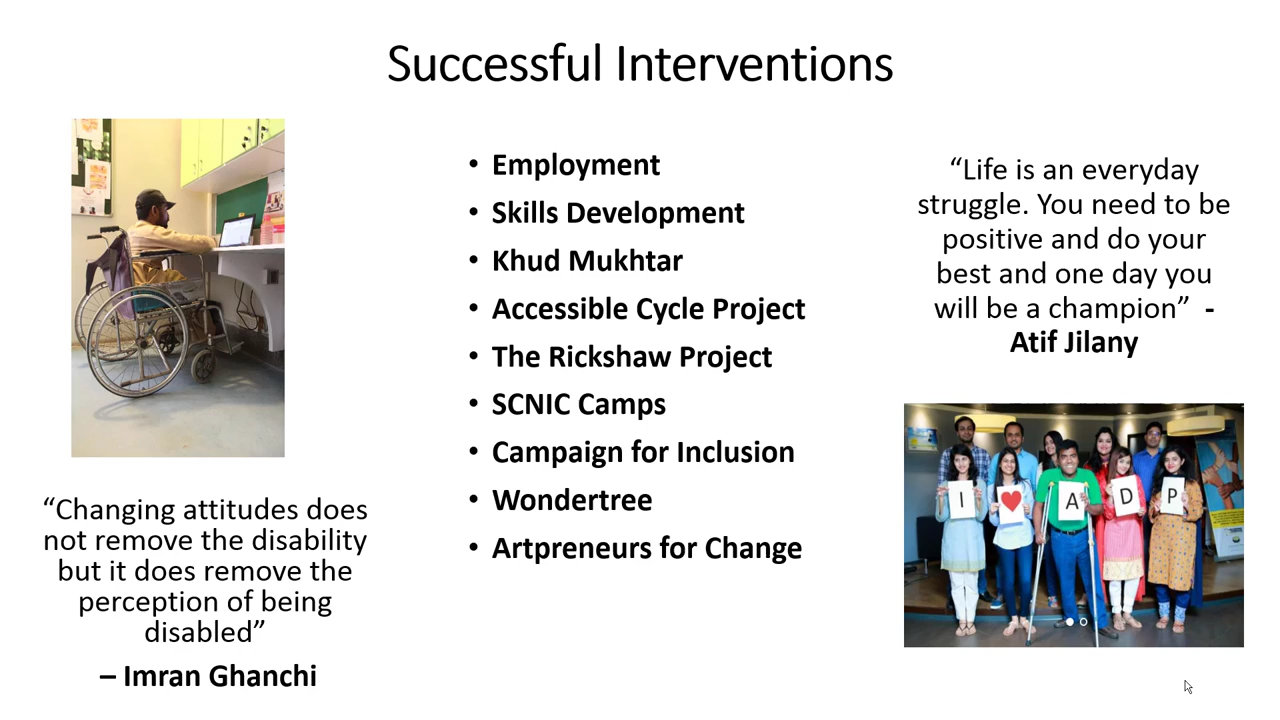 Successful Interventions
“Changing attitudes does
not remove the disability
but it does remove the
perception of being
disabled”
– Imran Ghanchi
• Employment
• Skills Development
• Khud Mukhtar
• Accessible Cycle Project
• The Rickshaw Project
• SCNIC Camps
• Campaign for Inclusion
• Wondertree
• Artpreneurs for Change
“Life is an everyday
struggle. You need to be
positive and do your
best and one day you
will be a champion” -
Atif Jilany
I ♥ A D P